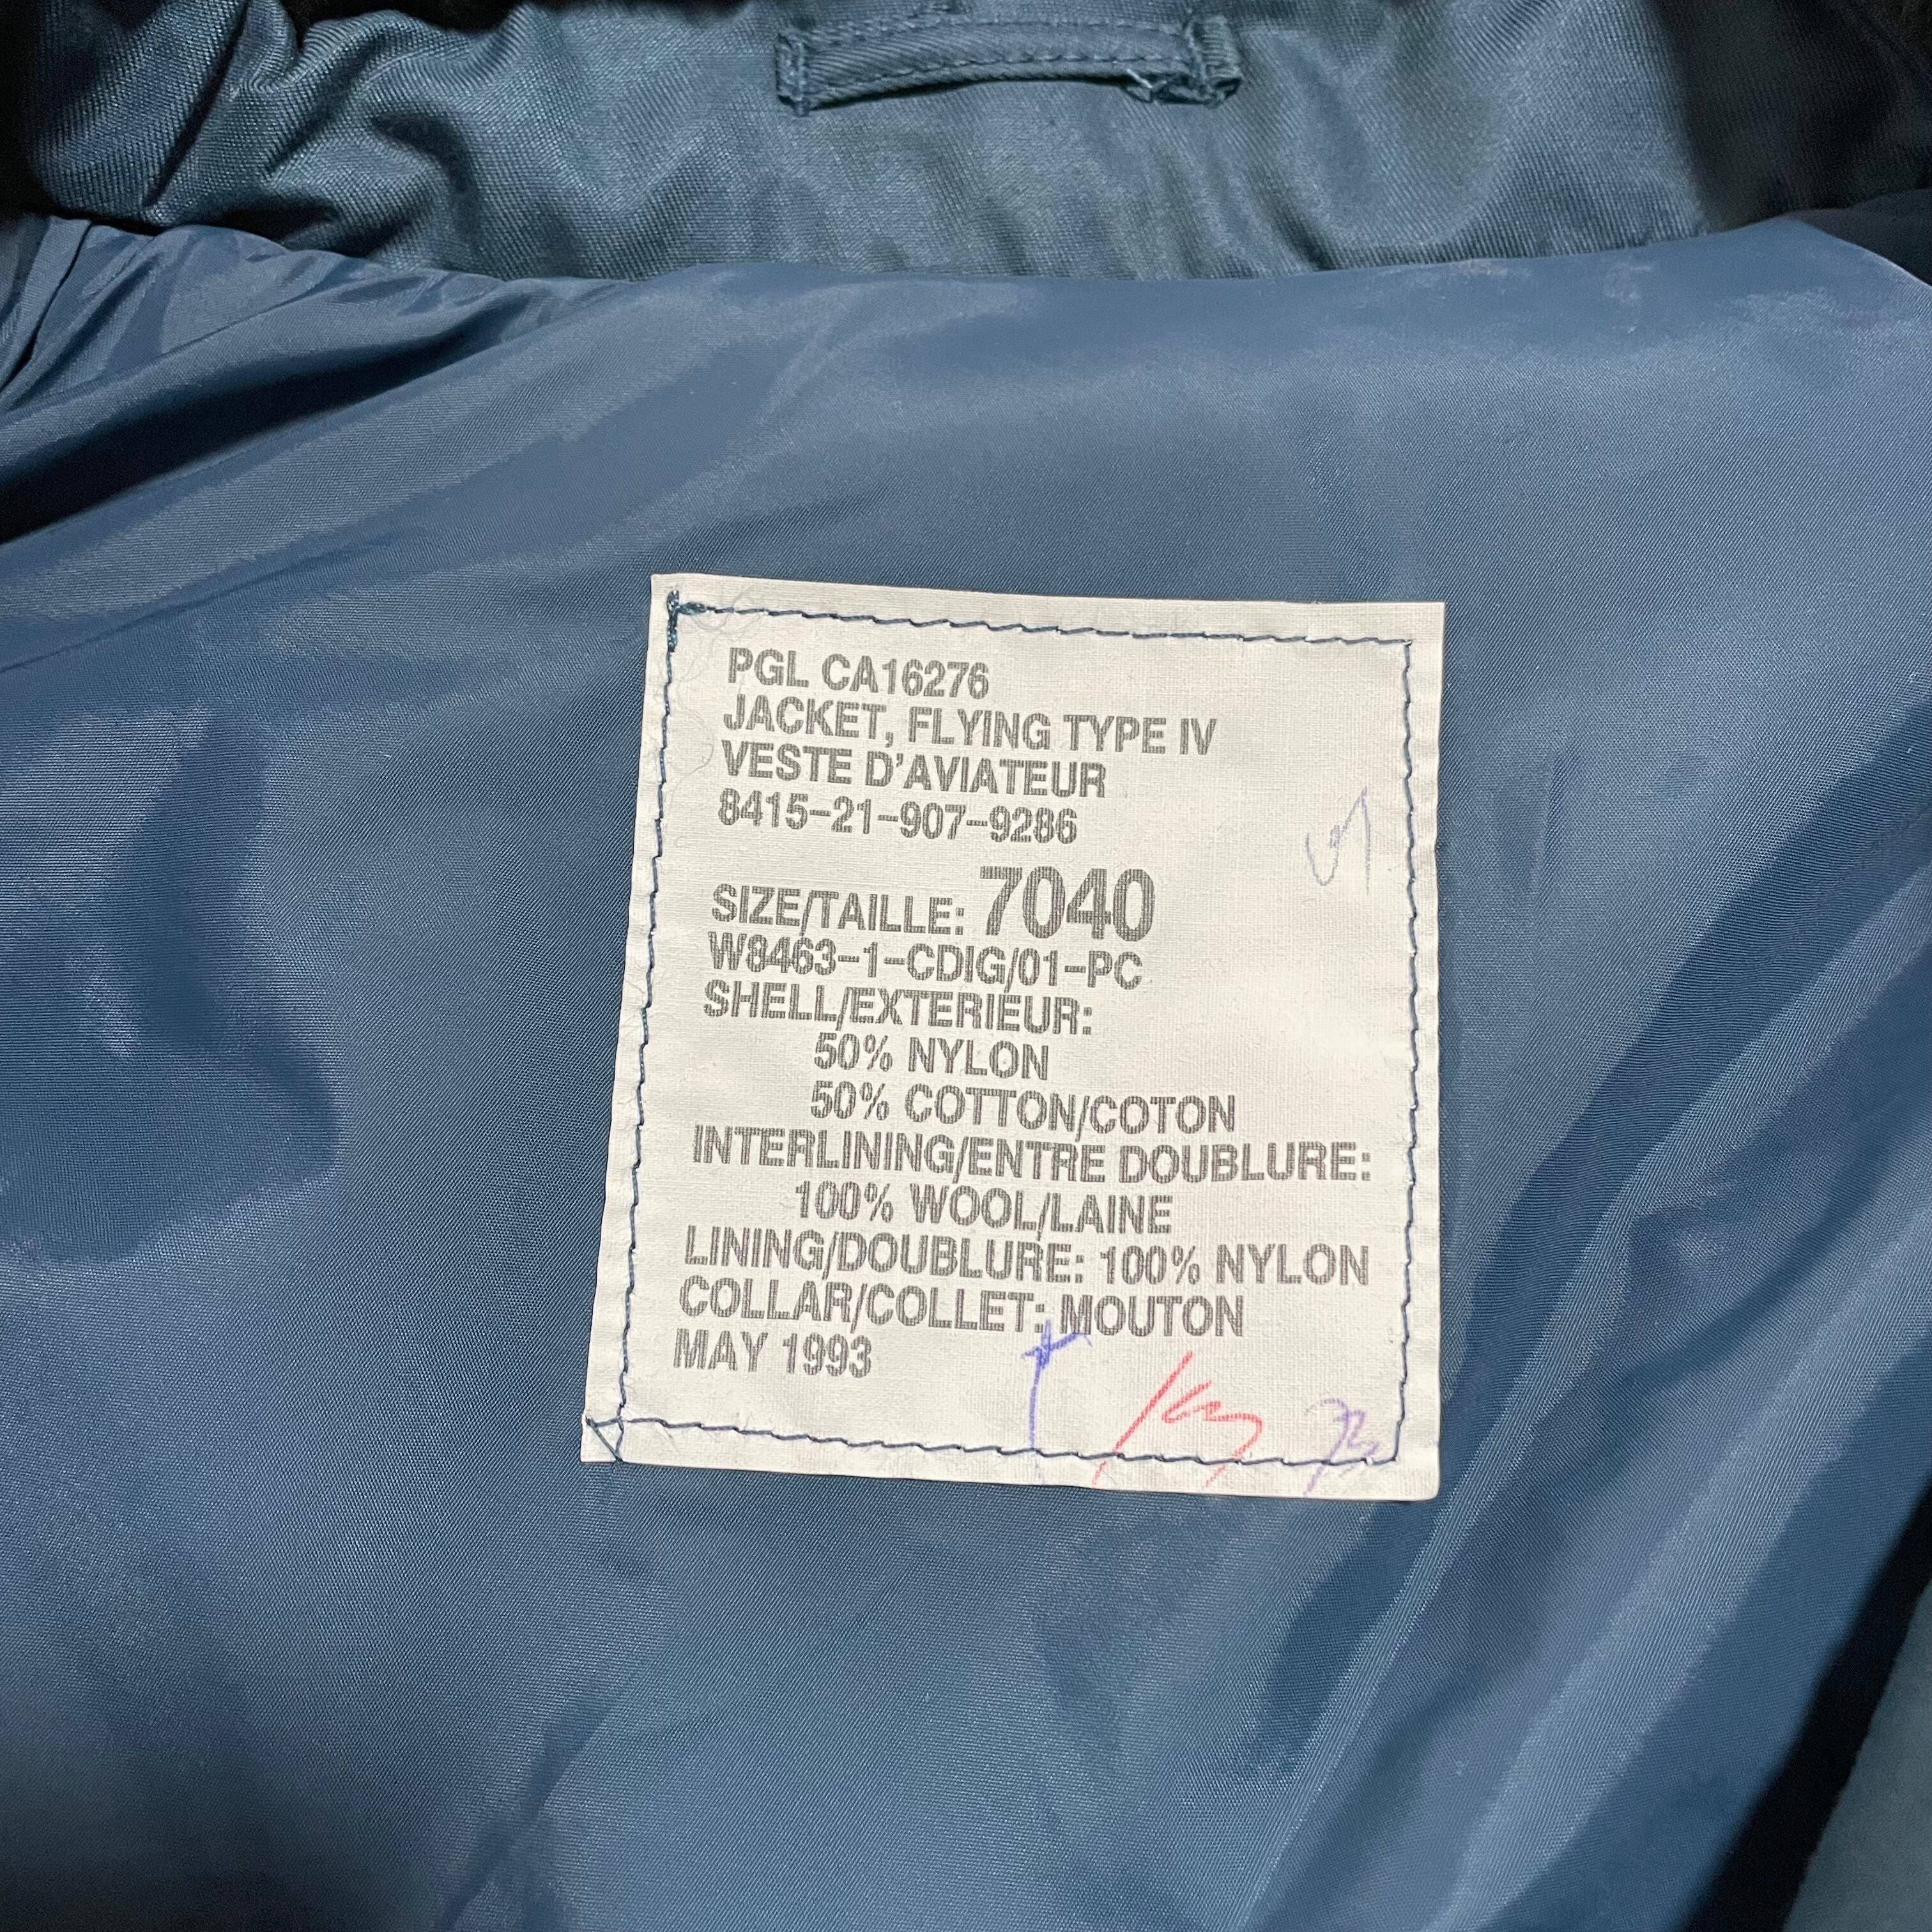 PGL CA16276
JACKET, FLYING TYPE IV
VESTE D'AVIATEUR
8415-21-907-9286
SIZE/TAILLE: 7040
W8463-1-CDIG/01-PC
SHELL/EXTERIEUR:
50% NYLON
50% COTTON/COTON
INTERLINING/ENTRE DOUBLURE:
100% WOOL/LAINE
LINING/DOUBLURE: 100% NYLON
COLLAR/COLLET: MOUTON
MAY 1993